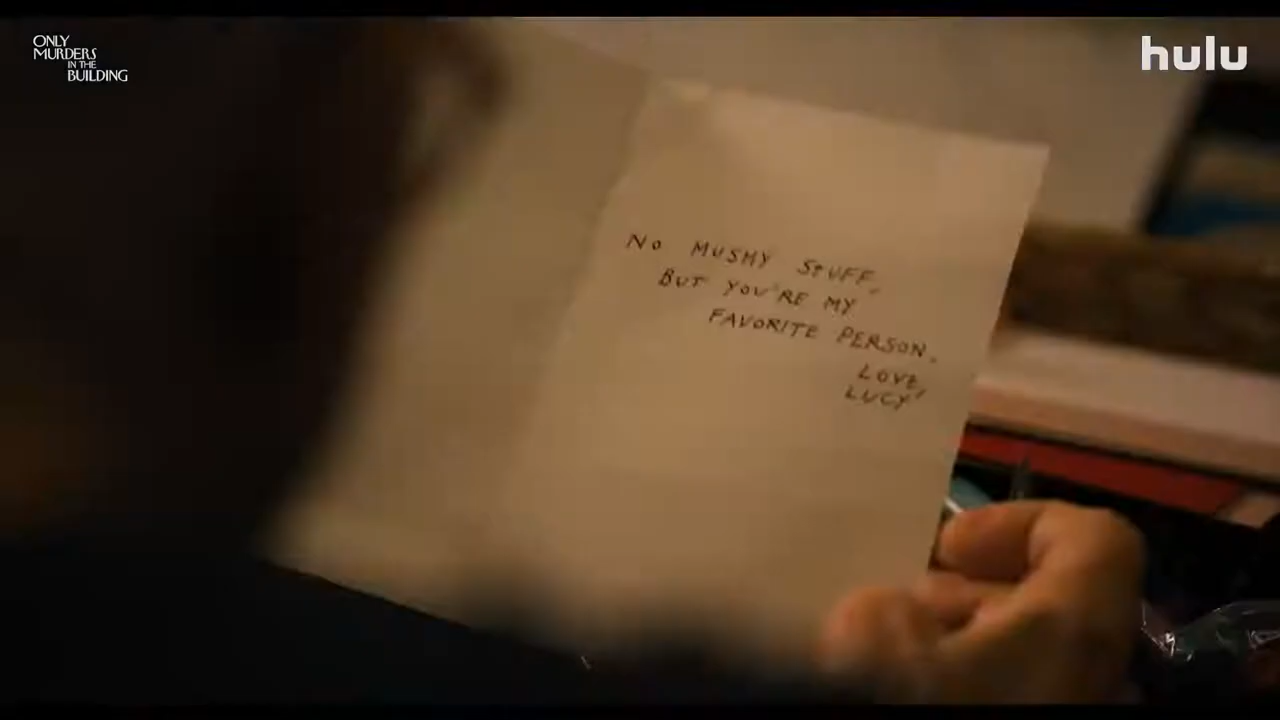 ONLY
MURDERS
IN THE
BUILDING
hulu
NO MUSHY STUFF,
BUT YOU'RE MY
FAVORITE PERSON.
LOVE,
LUCY